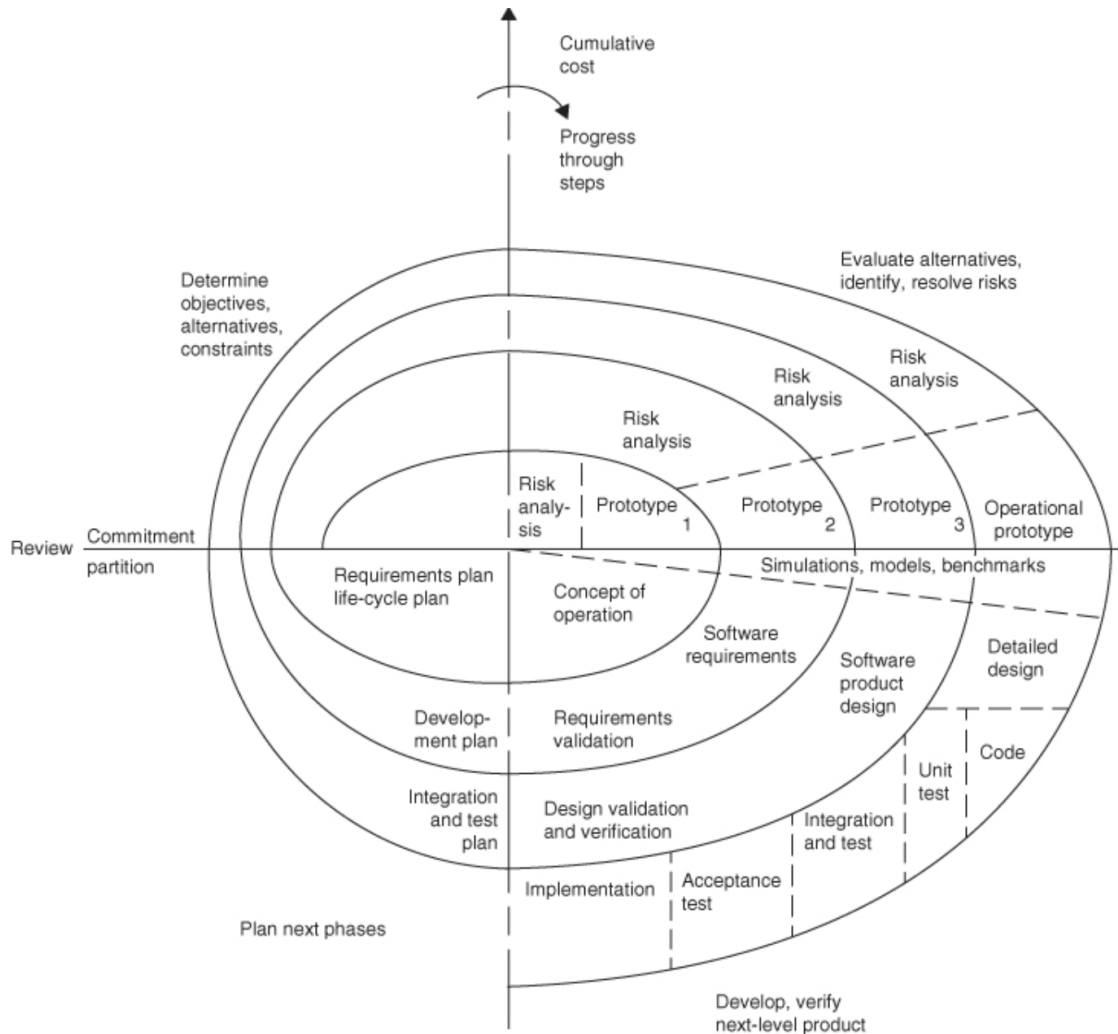 Cumulative
cost
Progress
through
steps
Evaluate alternatives,
identify, resolve risks
Determine
objectives,
alternatives,
constraints
Risk
analysis
Risk
analysis
Risk
analysis
Risk
analy-
sis
Prototype
1
Prototype
2
Prototype
3
Operational
prototype
Review
Commitment
partition
Simulations, models, benchmarks
Requirements plan
life-cycle plan
Concept of
operation
Software
requirements
Software
product
design
Detailed
design
Develop-
ment plan
Requirements
validation
Unit
test
Code
Integration
and test
plan
Design validation
and verification
Integration
and test
Implementation
Acceptance
test
Plan next phases
Develop, verify
next-level product